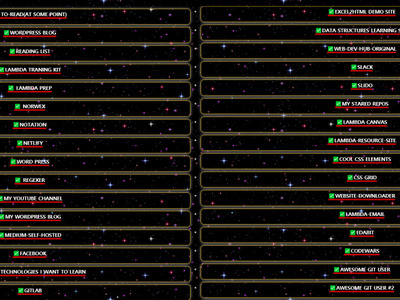 TO-READ(AT SOME POINT)
✅WORDPRESS BLOG
✅READING LIST
✅LAMBDA TRANING KIT
✅ LAMBDA PREP
✅ NORWEX
✅NOTATION
✅NETLIFY
✅WORD PRESS
✅ REGEXER
✅MY YOUTUBE CHANNEL
✅MY WORDPRESS BLOG
✅MEDIUM-SELF-HOSTED
✅FACEBOOK
TECHNOLOGIES I WANT TO LEARN
✅GITLAB
✅EXCEL2HTML DEMO SITE
✅DATA STRUCTURES LEARNING S
✅WEB-DEV-HUB-ORIGINAL
✅SLACK
✅SLIDO
✅MY STARED REPOS
✅LAMBDA CANVAS
✅LAMBDA-RESOURCE-SITE
✅COOL CSS ELEMENTS
✅CSS GRID
✅WEBSITE-DOWNLOADER
✅LAMBDA-EMAIL
✅EDABIT
✅CODEWARS
✅AWESOME GIT USER
✅AWESOME GIT USER #2